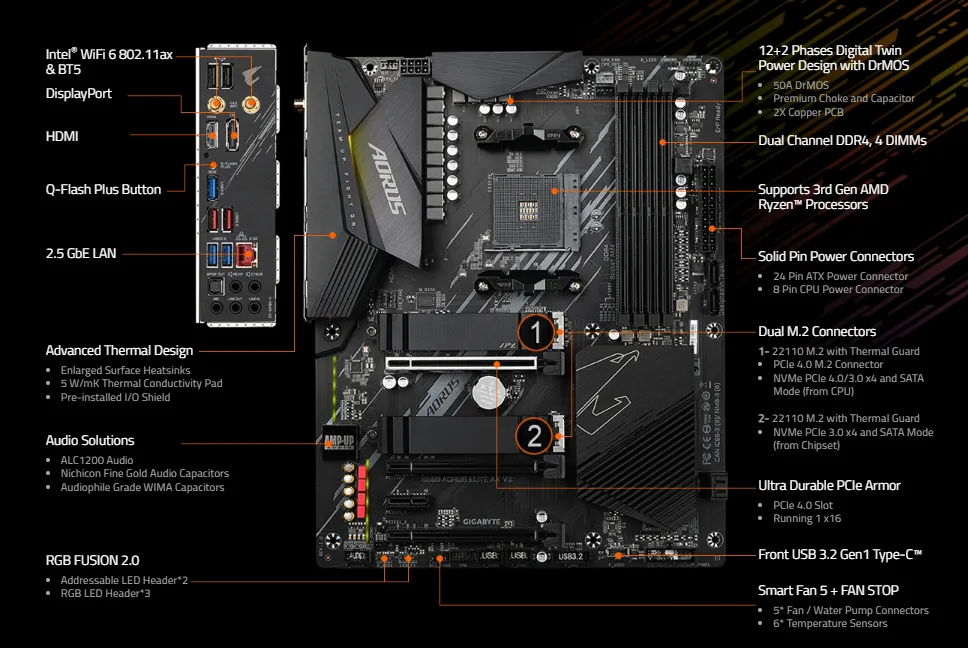 Intel® WiFi 6 802.11ax
& BT5
DisplayPort
HDMI
Q-Flash Plus Button
2.5 GbE LAN
Advanced Thermal Design
Enlarged Surface Heatsinks
5 W/mK Thermal Conductivity Pad
Pre-installed I/O Shield
Audio Solutions
ALC1200 Audio
Nichicon Fine Gold Audio Capacitors
Audiophile Grade WIMA Capacitors
RGB FUSION 2.0
Addressable LED Header*2
RGB LED Header*3
TEAM UP. FIGHT ON.
AORUS
1
AORUS
2
AMP-UP
B550 AORUS ELITE AX V2
GIGABYTE
USB
USB
USB3.2
12+2 Phases Digital Twin
Power Design with DrMOS
50A DrMOS
Premium Choke and Capacitor
2X Copper PCB
Dual Channel DDR4, 4 DIMMs
Supports 3rd Gen AMD
Ryzen™ Processors
Solid Pin Power Connectors
24 Pin ATX Power Connector
8 Pin CPU Power Connector
Dual M.2 Connectors
1- 22110 M.2 with Thermal Guard
PCIe 4.0 M.2 Connector
NVMe PCIe 4.0/3.0 x4 and SATA
Mode (from CPU)
2- 22110 M.2 with Thermal Guard
NVMe PCIe 3.0 x4 and SATA Mode
(from Chipset)
Ultra Durable PCIe Armor
PCIe 4.0 Slot
Running 1 x16
Front USB 3.2 Gen1 Type-C™
Smart Fan 5 + FAN STOP
5* Fan / Water Pump Connectors
6* Temperature Sensors